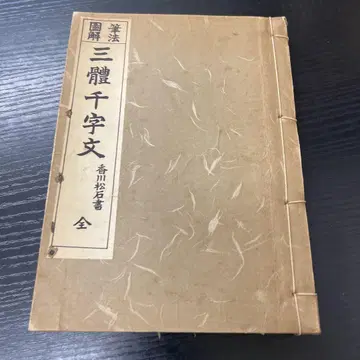 筆法
圖解
三體千字文
香川松石書
全